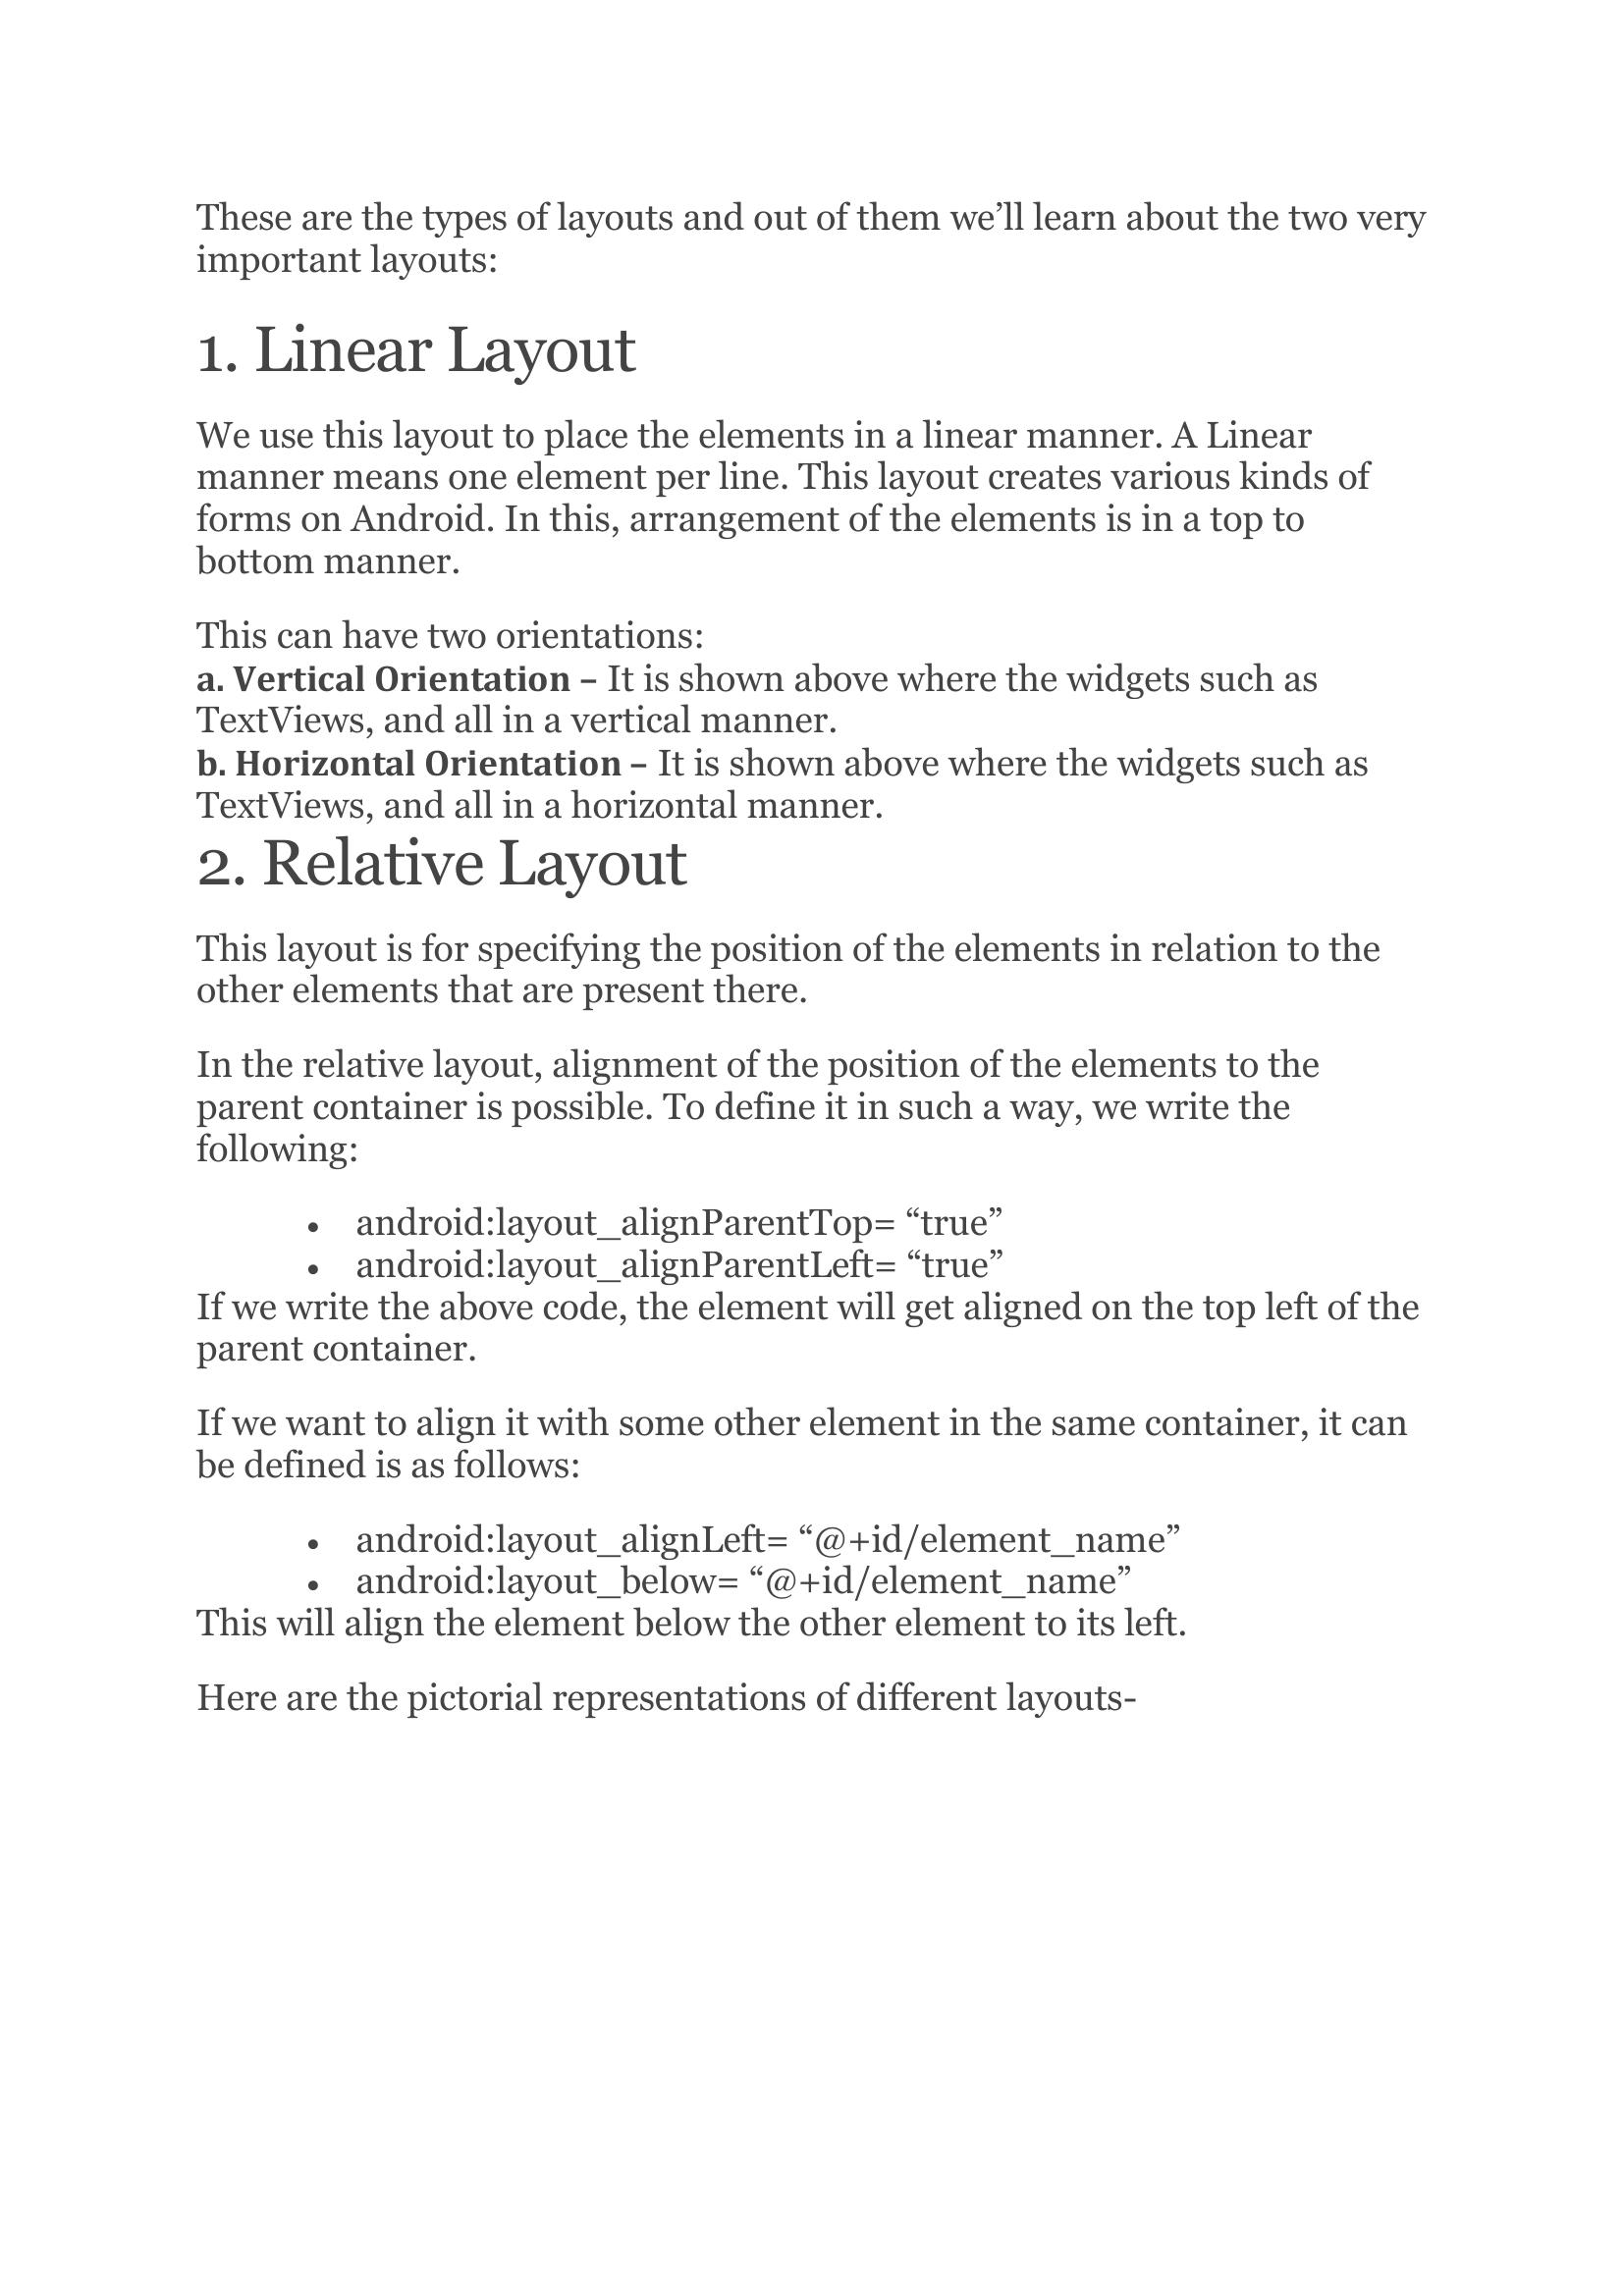 These are the types of layouts and out of them we’ll learn about the two very
important layouts:
1. Linear Layout
We use this layout to place the elements in a linear manner. A Linear
manner means one element per line. This layout creates various kinds of
forms on Android. In this, arrangement of the elements is in a top to
bottom manner.
This can have two orientations:
a. Vertical Orientation – It is shown above where the widgets such as
TextViews, and all in a vertical manner.
b. Horizontal Orientation – It is shown above where the widgets such as
TextViews, and all in a horizontal manner.
2. Relative Layout
This layout is for specifying the position of the elements in relation to the
other elements that are present there.
In the relative layout, alignment of the position of the elements to the
parent container is possible. To define it in such a way, we write the
following:
• android:layout_alignParentTop= “true”
• android:layout_alignParentLeft= “true”
If we write the above code, the element will get aligned on the top left of the
parent container.
If we want to align it with some other element in the same container, it can
be defined is as follows:
• android:layout_alignLeft= “@+id/element_name”
• android:layout_below= “@+id/element_name”
This will align the element below the other element to its left.
Here are the pictorial representations of different layouts-